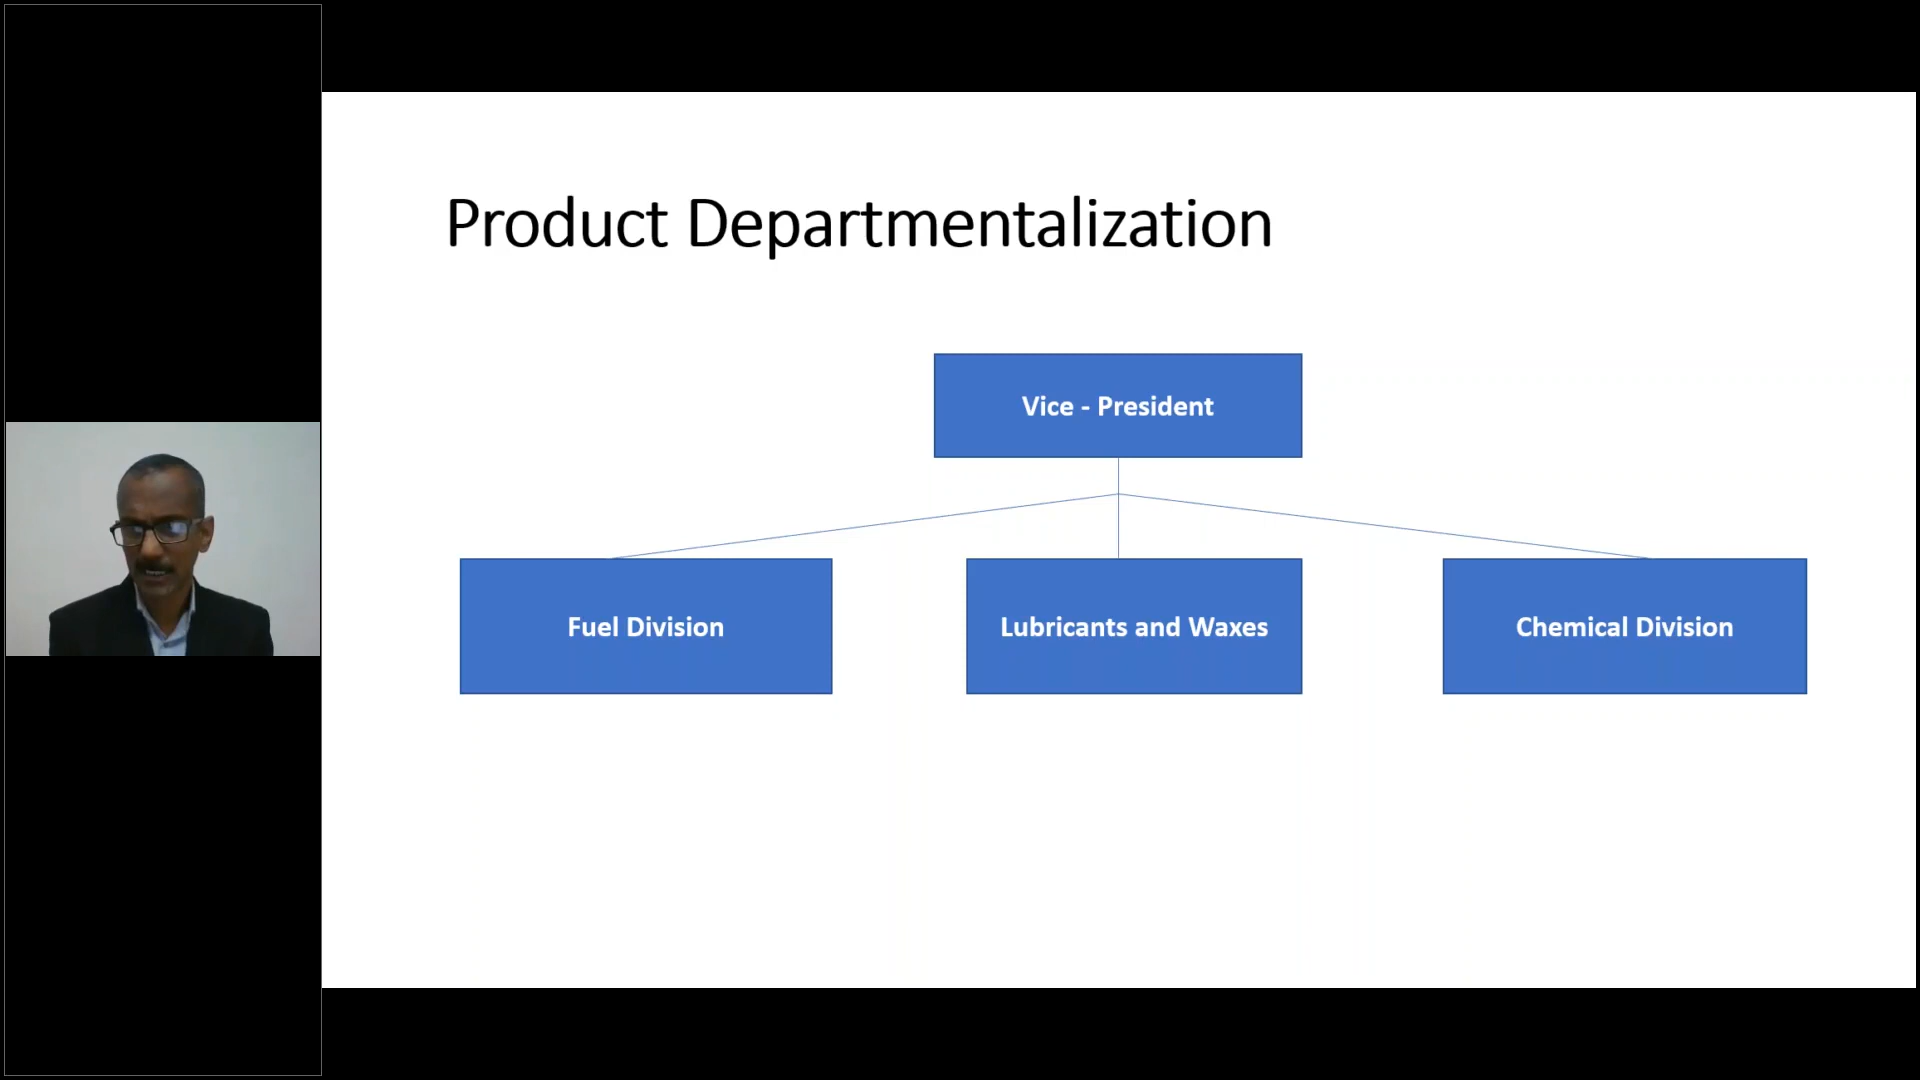 Product Departmentalization
Vice - President
Fuel Division
Lubricants and Waxes
Chemical Division